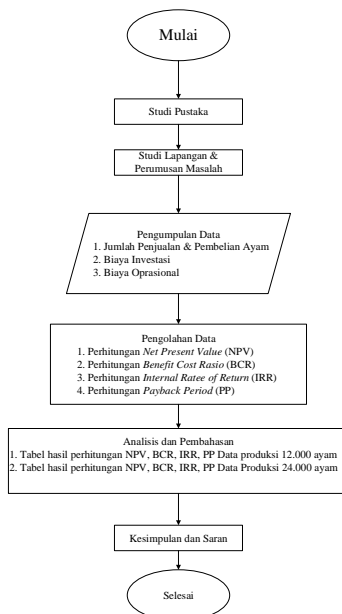 Mulai
Studi Pustaka
Studi Lapangan &
Perumusan Masalah
Pengumpulan Data
1. Jumlah Penjualan & Pembelian Ayam
2. Biaya Investasi
3. Biaya Oprasional
Pengolahan Data
1. Perhitungan Net Present Value (NPV)
2. Perhitungan Benefit Cost Rasio (BCR)
3. Perhitungan Internal Ratee of Return (IRR)
4. Perhitungan Payback Period (PP)
Analisis dan Pembahasan
1. Tabel hasil perhitungan NPV, BCR, IRR, PP Data produksi 12.000 ayam
2. Tabel hasil perhitungan NPV, BCR, IRR, PP Data Produksi 24.000 ayam
Kesimpulan dan Saran
Selesai